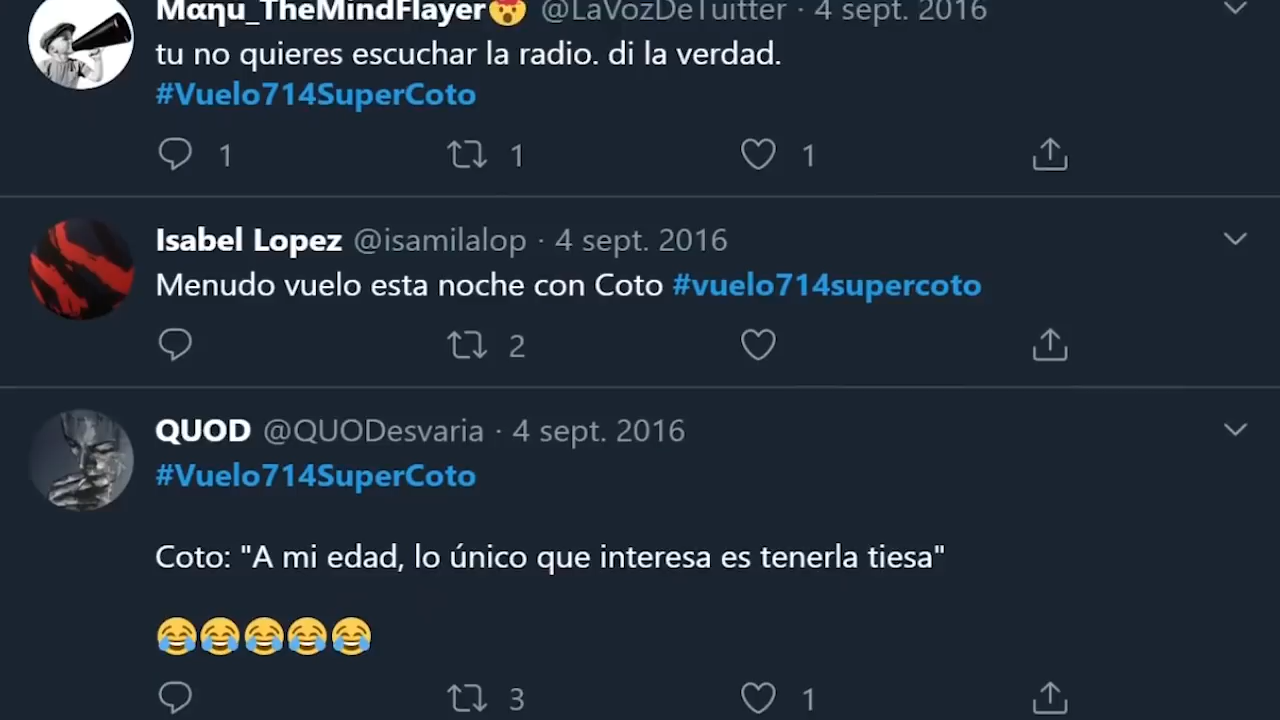 Mαηu_TheMindFlayer🤯 @LaVozDeTuitter · 4 sept. 2016
tu no quieres escuchar la radio. di la verdad.
#Vuelo714SuperCoto
1 1 1
Isabel Lopez @isamilalop · 4 sept. 2016
Menudo vuelo esta noche con Coto #vuelo714supercoto
2
QUOD @QUODesvaria · 4 sept. 2016
#Vuelo714SuperCoto
Coto: "A mi edad, lo único que interesa es tenerla tiesa"
😂😂😂😂😂
3 1